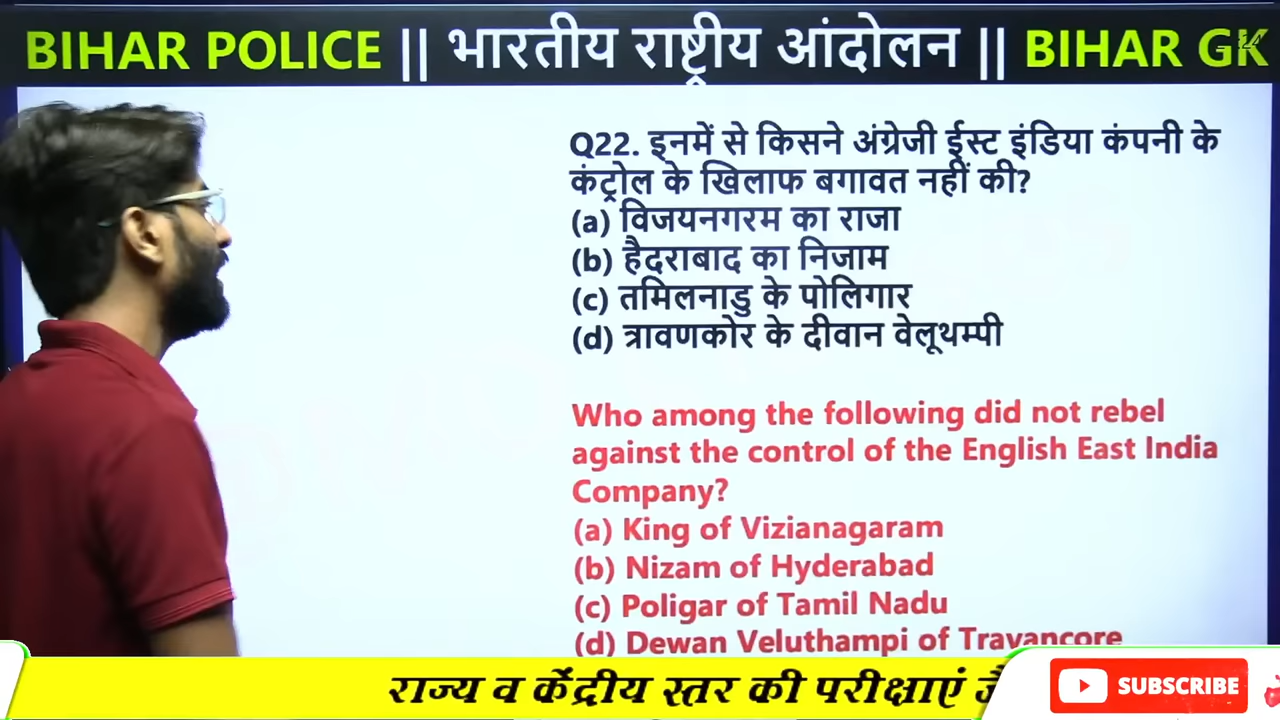 BIHAR POLICE || भारतीय राष्ट्रीय आंदोलन || BIHAR GK
Q22. इनमें से किसने अंग्रेजी ईस्ट इंडिया कंपनी के
कंट्रोल के खिलाफ बगावत नहीं की?
(a) विजयनगरम का राजा
(b) हैदराबाद का निजाम
(c) तमिलनाडु के पोलिगार
(d) त्रावणकोर के दीवान वेलूथम्पी
Who among the following did not rebel
against the control of the English East India
Company?
(a) King of Vizianagaram
(b) Nizam of Hyderabad
(c) Poligar of Tamil Nadu
(d) Dewan Veluthampi of Travancore
राज्य व केंद्रीय स्तर की परीक्षाएं
SUBSCRIBE